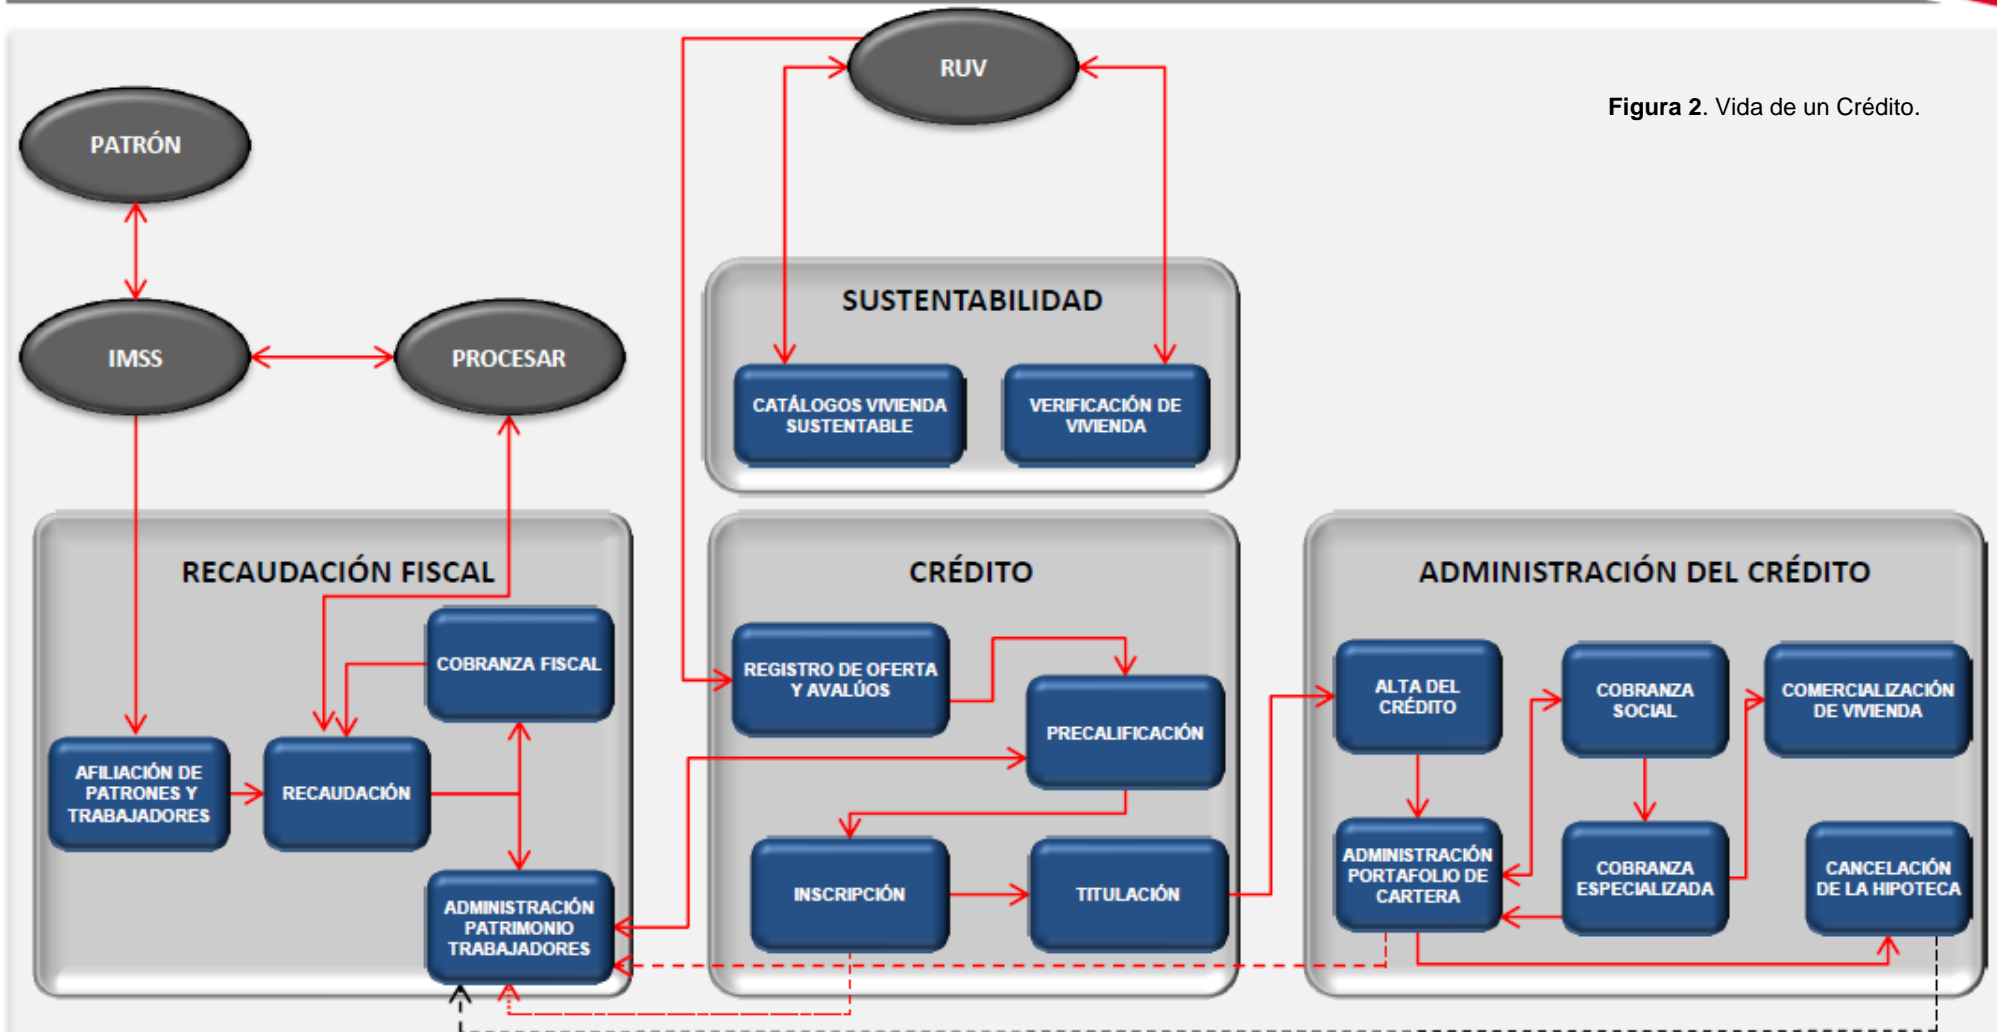 RUV
Figura 2. Vida de un Crédito.
PATRÓN
IMSS
PROCESAR
SUSTENTABILIDAD
CATÁLOGOS VIVIENDA
SUSTENTABLE
VERIFICACIÓN DE
VIVIENDA
RECAUDACIÓN FISCAL
COBRANZA FISCAL
AFILIACIÓN DE
PATRONES Y
TRABAJADORES
RECAUDACIÓN
ADMINISTRACIÓN
PATRIMONIO
TRABAJADORES
CRÉDITO
REGISTRO DE OFERTA
Y AVALÚOS
PRECALIFICACIÓN
INSCRIPCIÓN
TITULACIÓN
ADMINISTRACIÓN DEL CRÉDITO
ALTA DEL
CRÉDITO
COBRANZA
SOCIAL
COMERCIALIZACIÓN
DE VIVIENDA
ADMINISTRACIÓN
PORTAFOLIO DE
CARTERA
COBRANZA
ESPECIALIZADA
CANCELACIÓN
DE LA HIPOTECA